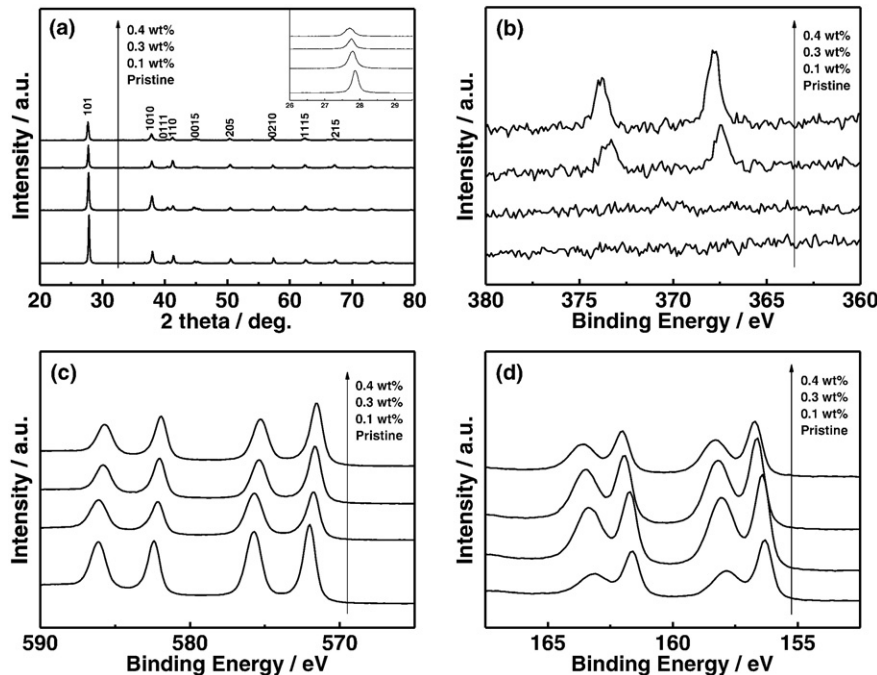 (a)
0.4 wt%
0.3 wt%
0.1 wt%
Pristine
26 27 28 29
101
1010
0111
110
0015
205
0210
1115
215
Intensity / a.u.
20 30 40 50 60 70 80
2 theta / deg.
(b)
0.4 wt%
0.3 wt%
0.1 wt%
Pristine
Intensity / a.u.
380 375 370 365 360
Binding Energy / eV
(c)
0.4 wt%
0.3 wt%
0.1 wt%
Pristine
Intensity / a.u.
590 580 570
Binding Energy / eV
(d)
0.4 wt%
0.3 wt%
0.1 wt%
Pristine
Intensity / a.u.
165 160 155
Binding Energy / eV